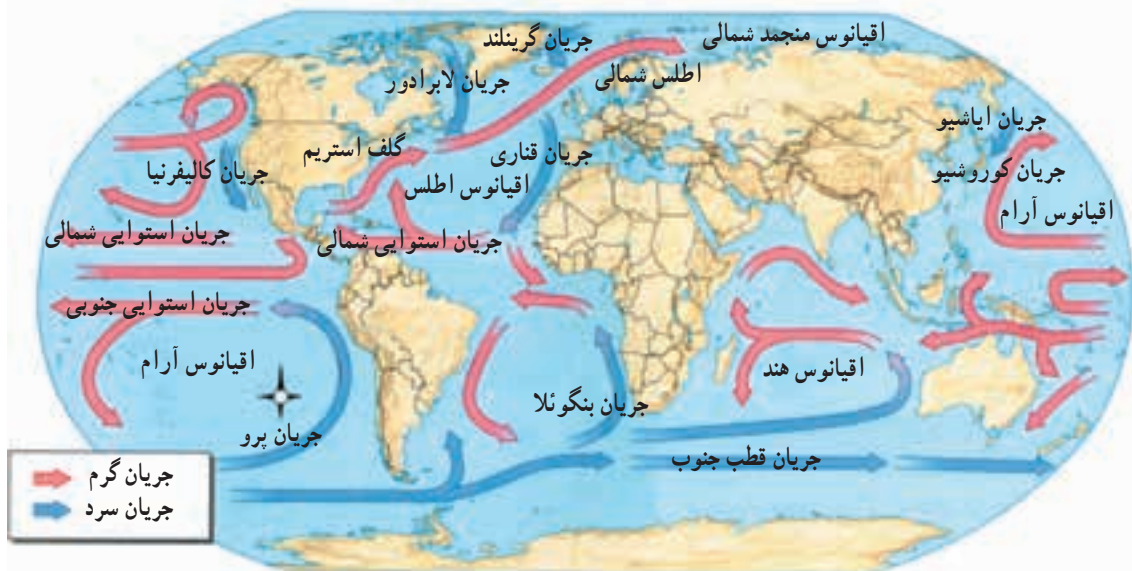 اقیانوس منجمد شمالی
جریان گرینلند
اطلس شمالی
جریان لابرادور
جریان ایاشیو
گلف استریم
جریان قناری
جریان کالیفرنیا
جریان کوروشیو
اقیانوس اطلس
اقیانوس آرام
جریان استوایی شمالی
جریان استوایی شمالی
جریان استوایی جنوبی
اقیانوس آرام
اقیانوس هند
جریان بنگوئلا
جریان پرو
جریان قطب جنوب
جریان گرم
جریان سرد